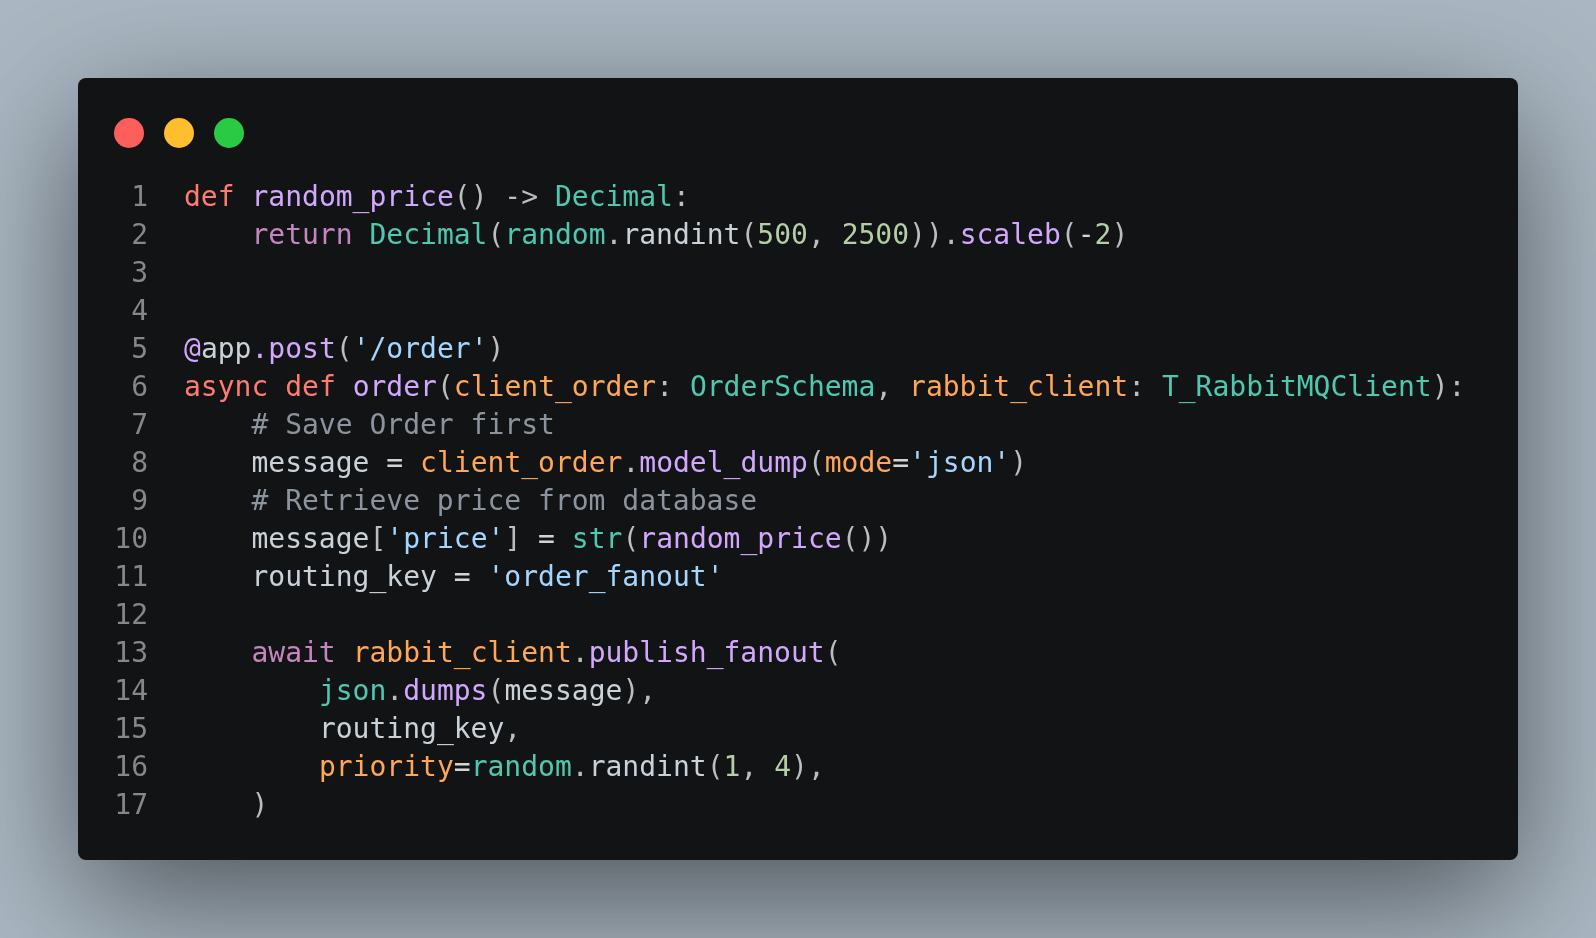 1 def random_price() -> Decimal:
2     return Decimal(random.randint(500, 2500)).scaleb(-2)
3
4
5 @app.post('/order')
6 async def order(client_order: OrderSchema, rabbit_client: T_RabbitMQClient):
7     # Save Order first
8     message = client_order.model_dump(mode='json')
9     # Retrieve price from database
10     message['price'] = str(random_price())
11     routing_key = 'order_fanout'
12
13     await rabbit_client.publish_fanout(
14         json.dumps(message),
15         routing_key,
16         priority=random.randint(1, 4),
17     )